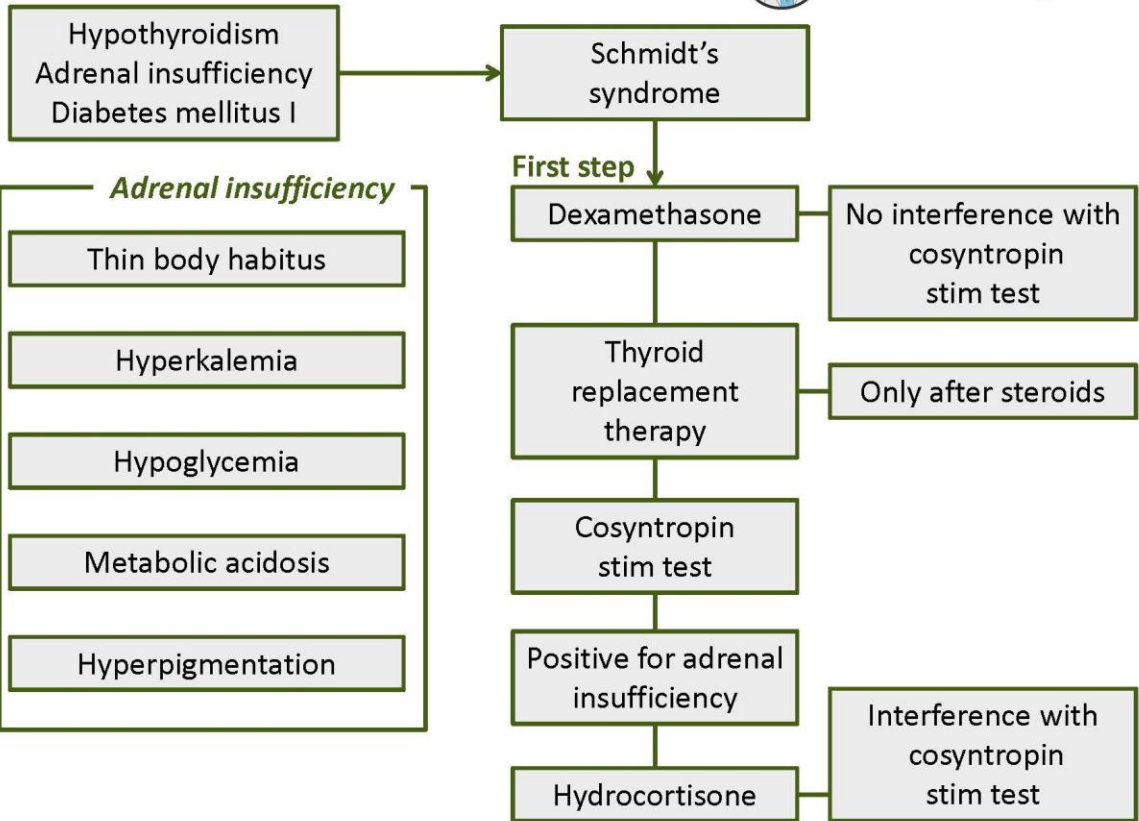 Hypothyroidism
Adrenal insufficiency
Diabetes mellitus I
Schmidt's
syndrome
First step
Adrenal insufficiency
Thin body habitus
Hyperkalemia
Hypoglycemia
Metabolic acidosis
Hyperpigmentation
Dexamethasone
No interference with
cosyntropin
stim test
Thyroid
replacement
therapy
Only after steroids
Cosyntropin
stim test
Positive for adrenal
insufficiency
Hydrocortisone
Interference with
cosyntropin
stim test